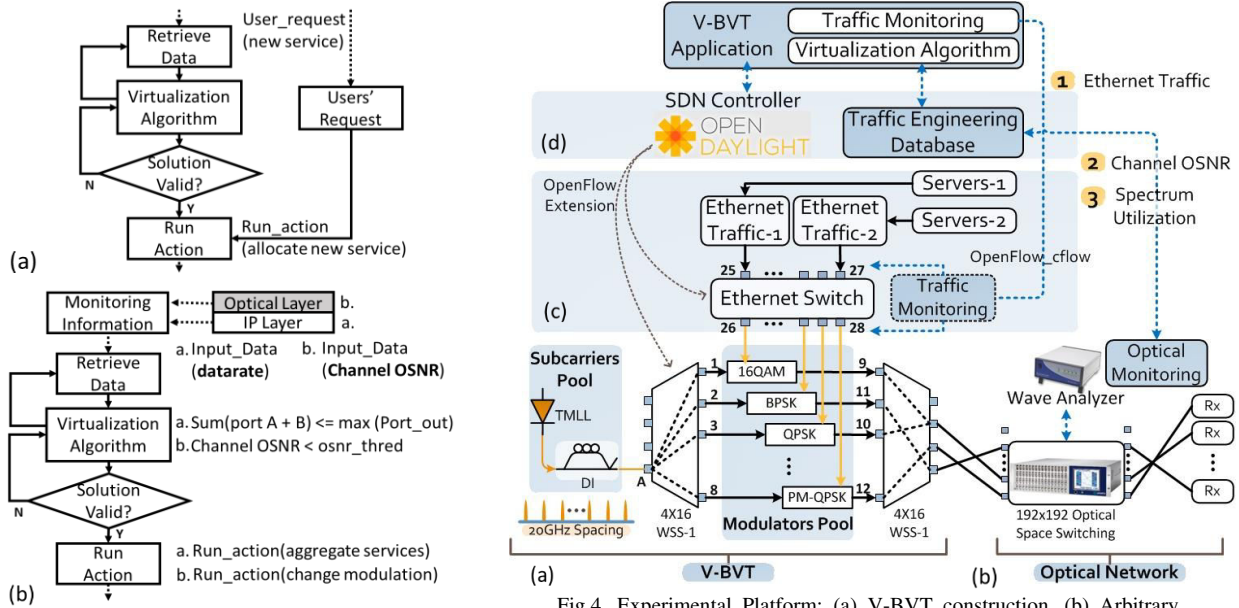 User_request
(new service)
Retrieve
Data
Virtualization
Algorithm
Users'
Request
Solution
Valid?
N
Y
Run
Action
Run_action
(allocate new service)
(a)
Monitoring
Information
Optical Layer
b.
IP Layer
a.
a. Input_Data
(datarate)
b. Input_Data
(Channel OSNR)
Retrieve
Data
Virtualization
Algorithm
a. Sum(port A + B) <= max (Port_out)
b.Channel OSNR < osnr_thred
Solution
Valid?
N
Y
Run
Action
a. Run_action(aggregate services)
b. Run_action(change modulation)
(b)
V-BVT
Application
Traffic Monitoring
Virtualization Algorithm
1 Ethernet Traffic
SDN Controller
OPEN
DAYLIGHT
Traffic Engineering
Database
(d)
2 Channel OSNR
3 Spectrum
Utilization
OpenFlow
Extension
Servers-1
Servers-2
Ethernet
Traffic-1
Ethernet
Traffic-2
OpenFlow_cflow
25
27
Ethernet Switch
Traffic
Monitoring
26
28
(c)
Subcarriers
Pool
TMLL
DI
A
20GHz Spacing
1
2
3
8
4X16
WSS-1
16QAM
BPSK
QPSK
PM-QPSK
Modulators Pool
9
11
10
12
4X16
WSS-1
Optical
Monitoring
Wave Analyzer
192x192 Optical
Space Switching
Rx
Rx
Rx
(a)
V-BVT
(b)
Optical Network
Fig.4. Experimental Platform: (a) V-BVT construction, (b) Arbitrary